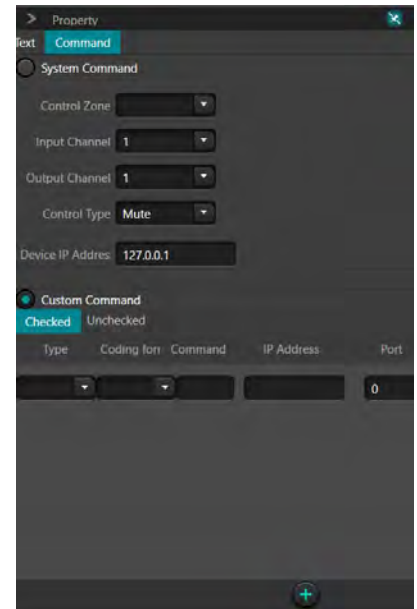 Property
Text Command
System Command
Control Zone
Input Channel 1
Output Channel 1
Control Type Mute
Device IP Addres 127.0.0.1
Custom Command
Checked Unchecked
Type Coding fon Command IP Address Port
0